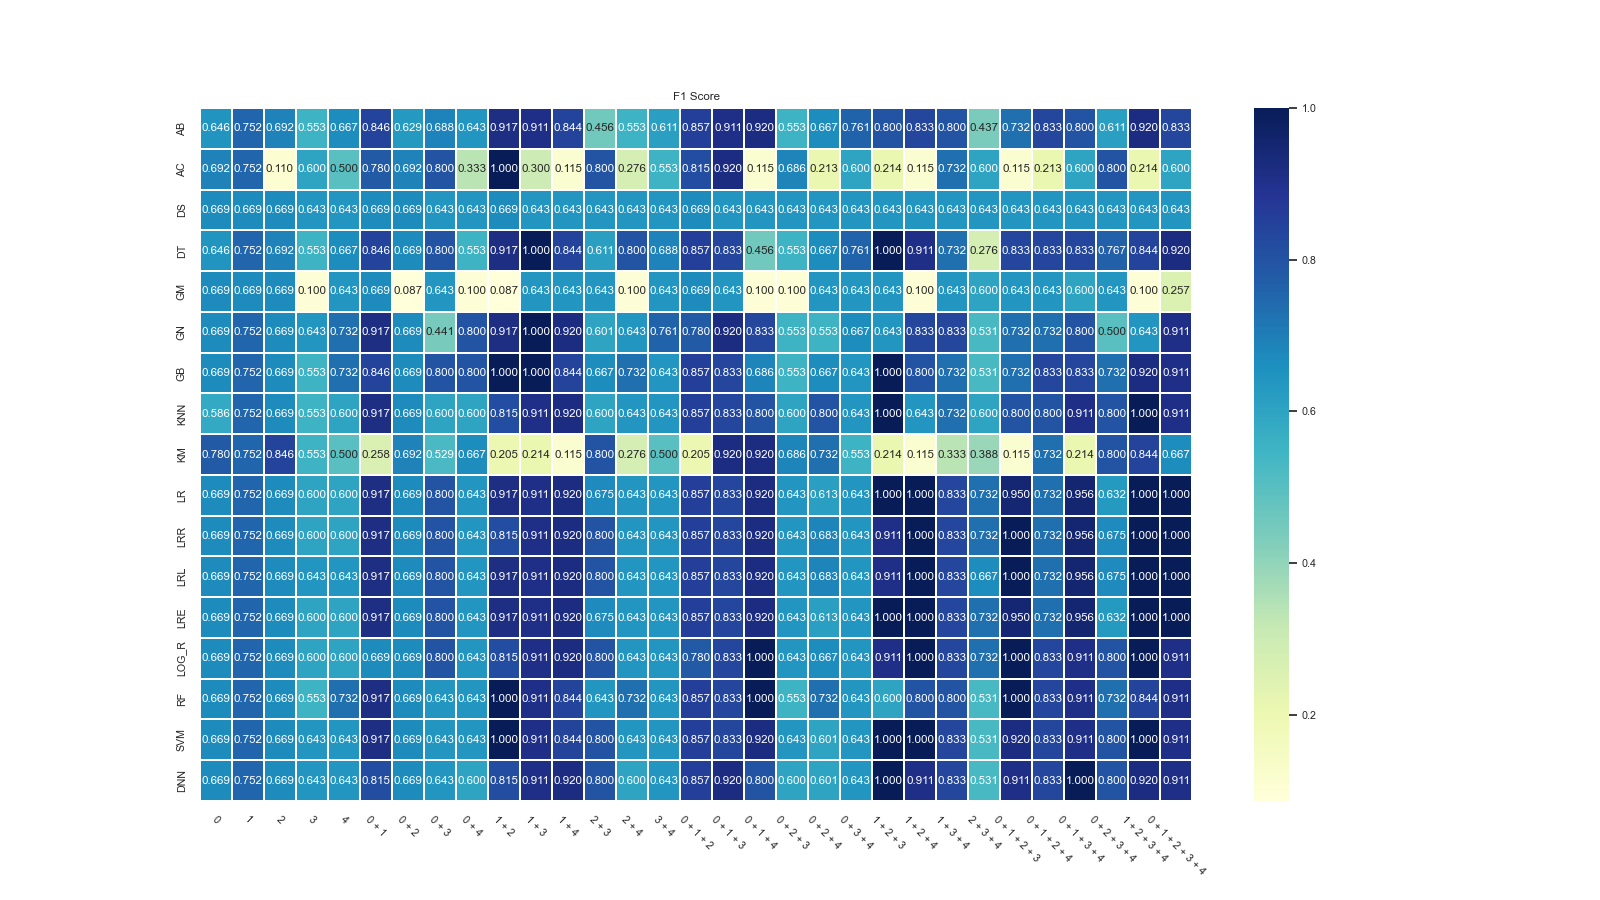 F1 Score
AB 0.646 0.752 0.692 0.553 0.667 0.846 0.629 0.688 0.643 0.917 0.911 0.844 0.456 0.553 0.611 0.857 0.911 0.920 0.553 0.667 0.761 0.800 0.833 0.800 0.437 0.732 0.833 0.800 0.611 0.920 0.833
AC 0.692 0.752 0.110 0.600 0.500 0.780 0.692 0.800 0.333 1.000 0.300 0.115 0.800 0.276 0.553 0.815 0.920 0.115 0.686 0.213 0.600 0.214 0.115 0.732 0.600 0.115 0.213 0.600 0.800 0.214 0.600
DS 0.669 0.669 0.669 0.643 0.643 0.669 0.669 0.643 0.643 0.669 0.643 0.643 0.643 0.643 0.643 0.669 0.643 0.643 0.643 0.643 0.643 0.643 0.643 0.643 0.643 0.643 0.643 0.643 0.643 0.643 0.643
DT 0.646 0.752 0.692 0.553 0.667 0.846 0.669 0.800 0.553 0.917 1.000 0.844 0.611 0.800 0.688 0.857 0.833 0.456 0.553 0.667 0.761 1.000 0.911 0.732 0.276 0.833 0.833 0.833 0.767 0.844 0.920
GM 0.669 0.669 0.669 0.100 0.643 0.669 0.087 0.643 0.100 0.087 0.643 0.643 0.643 0.100 0.643 0.669 0.643 0.100 0.100 0.643 0.643 0.643 0.100 0.643 0.600 0.643 0.643 0.600 0.643 0.100 0.257
GN 0.669 0.752 0.669 0.643 0.732 0.917 0.669 0.441 0.800 0.917 1.000 0.920 0.601 0.643 0.761 0.780 0.920 0.833 0.553 0.553 0.667 0.643 0.833 0.833 0.531 0.732 0.732 0.800 0.500 0.643 0.911
GB 0.669 0.752 0.669 0.553 0.732 0.846 0.669 0.800 0.800 1.000 1.000 0.844 0.667 0.732 0.643 0.857 0.833 0.686 0.553 0.667 0.643 1.000 0.800 0.732 0.531 0.732 0.833 0.833 0.732 0.920 0.911
KNN 0.586 0.752 0.669 0.553 0.600 0.917 0.669 0.600 0.600 0.815 0.911 0.920 0.600 0.643 0.643 0.857 0.833 0.800 0.600 0.800 0.643 1.000 0.643 0.732 0.600 0.800 0.800 0.911 0.800 1.000 0.911
KM 0.780 0.752 0.846 0.553 0.500 0.258 0.692 0.529 0.667 0.205 0.214 0.115 0.800 0.276 0.500 0.205 0.920 0.920 0.686 0.732 0.553 0.214 0.115 0.333 0.388 0.115 0.732 0.214 0.800 0.844 0.667
LR 0.669 0.752 0.669 0.600 0.600 0.917 0.669 0.800 0.643 0.917 0.911 0.920 0.675 0.643 0.643 0.857 0.833 0.920 0.643 0.613 0.643 1.000 1.000 0.833 0.732 0.950 0.732 0.956 0.632 1.000 1.000
LRR 0.669 0.752 0.669 0.600 0.600 0.917 0.669 0.800 0.643 0.815 0.911 0.920 0.800 0.643 0.643 0.857 0.833 0.920 0.643 0.683 0.643 0.911 1.000 0.833 0.732 1.000 0.732 0.956 0.675 1.000 1.000
LRL 0.669 0.752 0.669 0.643 0.643 0.917 0.669 0.800 0.643 0.917 0.911 0.920 0.800 0.643 0.643 0.857 0.833 0.920 0.643 0.683 0.643 0.911 1.000 0.833 0.667 1.000 0.732 0.956 0.675 1.000 1.000
LRE 0.669 0.752 0.669 0.600 0.600 0.917 0.669 0.800 0.643 0.917 0.911 0.920 0.675 0.643 0.643 0.857 0.833 0.920 0.643 0.613 0.643 1.000 1.000 0.833 0.732 0.950 0.732 0.956 0.632 1.000 1.000
LOG_R 0.669 0.752 0.669 0.600 0.600 0.669 0.669 0.800 0.643 0.815 0.911 0.920 0.800 0.643 0.643 0.780 0.833 1.000 0.643 0.667 0.643 0.911 1.000 0.833 0.732 1.000 0.833 0.911 0.800 1.000 0.911
RF 0.669 0.752 0.669 0.553 0.732 0.917 0.669 0.643 0.643 1.000 0.911 0.844 0.643 0.732 0.643 0.857 0.833 1.000 0.553 0.732 0.643 0.600 0.800 0.800 0.531 1.000 0.833 0.911 0.732 0.844 0.911
SVM 0.669 0.752 0.669 0.643 0.643 0.917 0.669 0.643 0.643 1.000 0.911 0.844 0.800 0.643 0.643 0.857 0.833 0.920 0.643 0.601 0.643 1.000 1.000 0.833 0.531 0.920 0.833 0.911 0.800 1.000 0.911
DNN 0.669 0.752 0.669 0.643 0.643 0.815 0.669 0.643 0.600 0.815 0.911 0.920 0.800 0.600 0.643 0.857 0.920 0.800 0.600 0.601 0.643 1.000 0.911 0.833 0.531 0.911 0.833 1.000 0.800 0.920 0.911
0
1
2
3
4
0 + 1
0 + 2
0 + 3
0 + 4
1 + 2
1 + 3
1 + 4
2 + 3
2 + 4
3 + 4
0 + 1 + 2
0 + 1 + 3
0 + 1 + 4
0 + 2 + 3
0 + 2 + 4
0 + 3 + 4
1 + 2 + 3
1 + 2 + 4
1 + 3 + 4
2 + 3 + 4
0 + 1 + 2 + 3
0 + 1 + 2 + 4
0 + 1 + 3 + 4
0 + 2 + 3 + 4
1 + 2 + 3 + 4
0 + 1 + 2 + 3 + 4
1.0
0.8
0.6
0.4
0.2